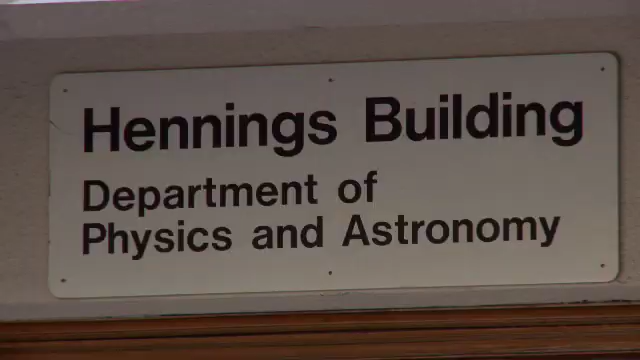 Hennings Building
Department of
Physics and Astronomy